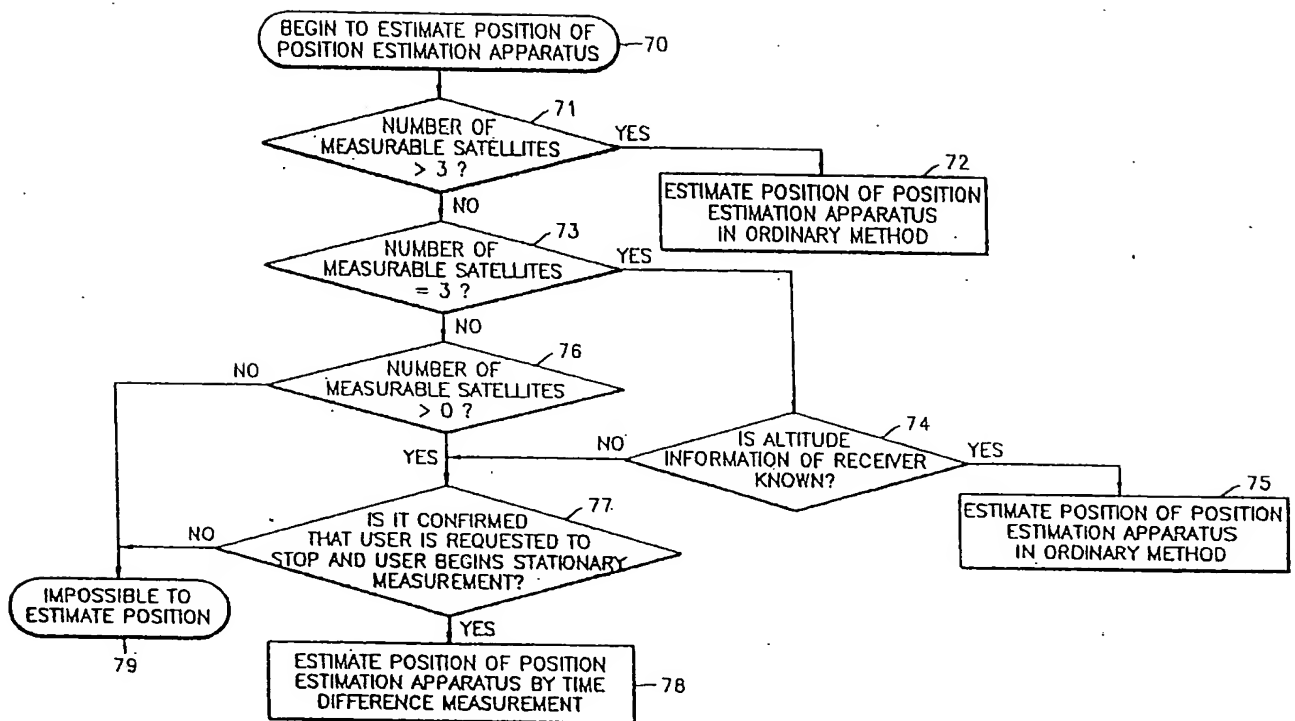 BEGIN TO ESTIMATE POSITION OF
POSITION ESTIMATION APPARATUS
70
71
NUMBER OF
MEASURABLE SATELLITES
> 3 ?
YES
72
ESTIMATE POSITION OF POSITION
ESTIMATION APPARATUS
IN ORDINARY METHOD
NO
73
NUMBER OF
MEASURABLE SATELLITES
= 3 ?
YES
NO
76
NUMBER OF
MEASURABLE SATELLITES
> 0 ?
NO
YES
74
IS ALTITUDE
INFORMATION OF RECEIVER
KNOWN?
NO
YES
75
ESTIMATE POSITION OF POSITION
ESTIMATION APPARATUS
IN ORDINARY METHOD
77
IS IT CONFIRMED
THAT USER IS REQUESTED TO
STOP AND USER BEGINS STATIONARY
MEASUREMENT?
NO
YES
IMPOSSIBLE TO
ESTIMATE POSITION
79
ESTIMATE POSITION OF POSITION
ESTIMATION APPARATUS BY TIME
DIFFERENCE MEASUREMENT
78